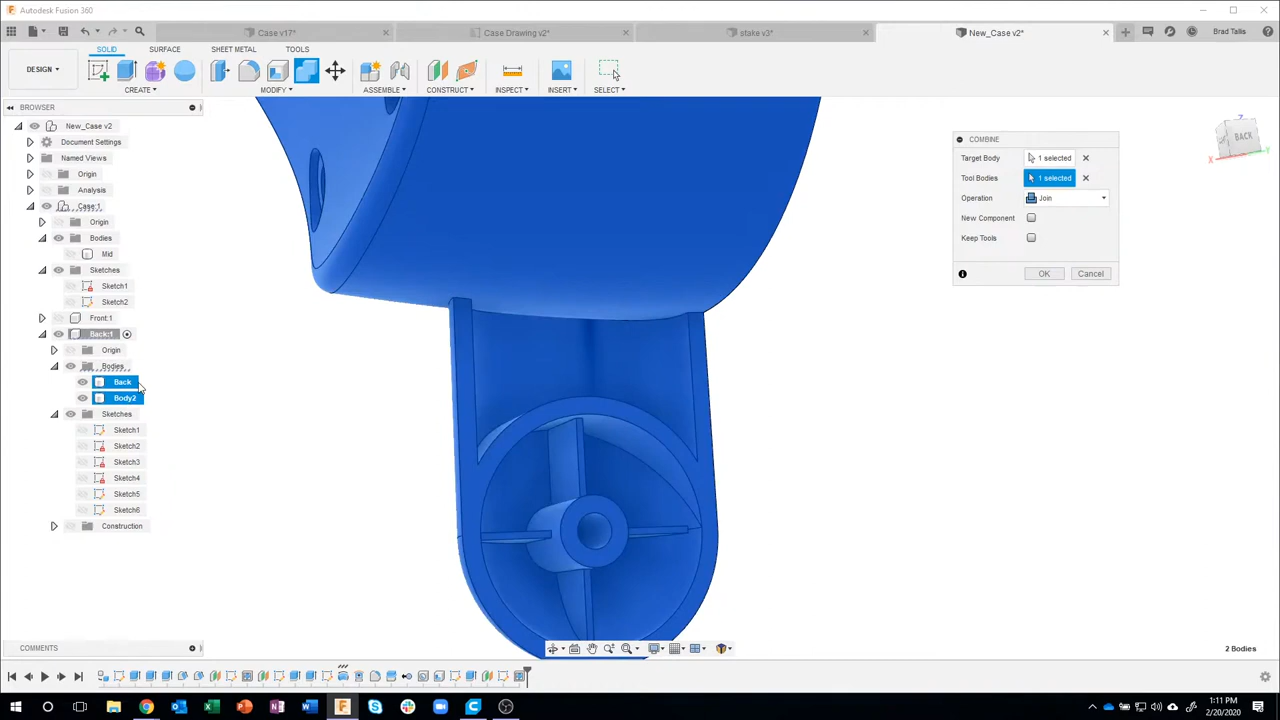 Autodesk Fusion 360
Case v17*
Case Drawing v2*
stake v3*
New_Case v2*
Brad Tallis
SOLID SURFACE SHEET METAL TOOLS
DESIGN
CREATE MODIFY ASSEMBLE CONSTRUCT INSPECT INSERT SELECT
BROWSER
New_Case v2
Document Settings
Named Views
Origin
Analysis
Case:1
Origin
Bodies
Mid
Sketches
Sketch1
Sketch2
Front:1
Back:1
Origin
Bodies
Back
Body2
Sketches
Sketch1
Sketch2
Sketch3
Sketch4
Sketch5
Sketch6
Construction
COMBINE
Target Body 1 selected
Tool Bodies 1 selected
Operation Join
New Component
Keep Tools
OK Cancel
BACK
Z
X
Y
COMMENTS
2 Bodies
1:11 PM
2/20/2020